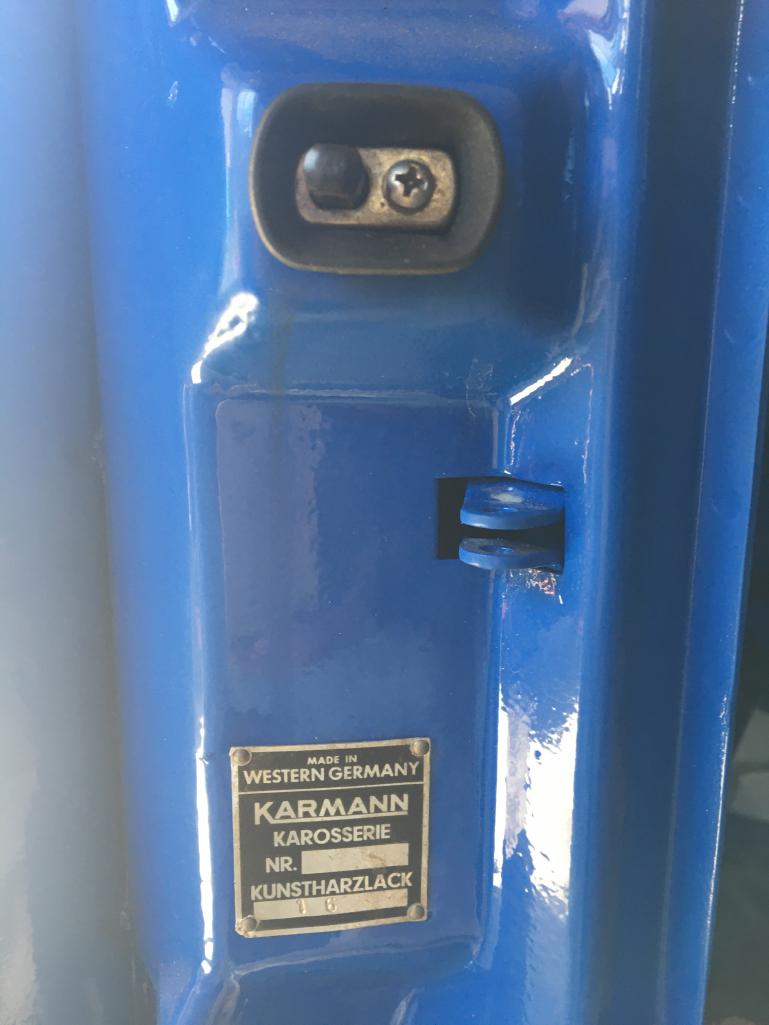 MADE IN
WESTERN GERMANY
KARMANN
KAROSSERIE
NR.
KUNSTHARZLACK
1 6